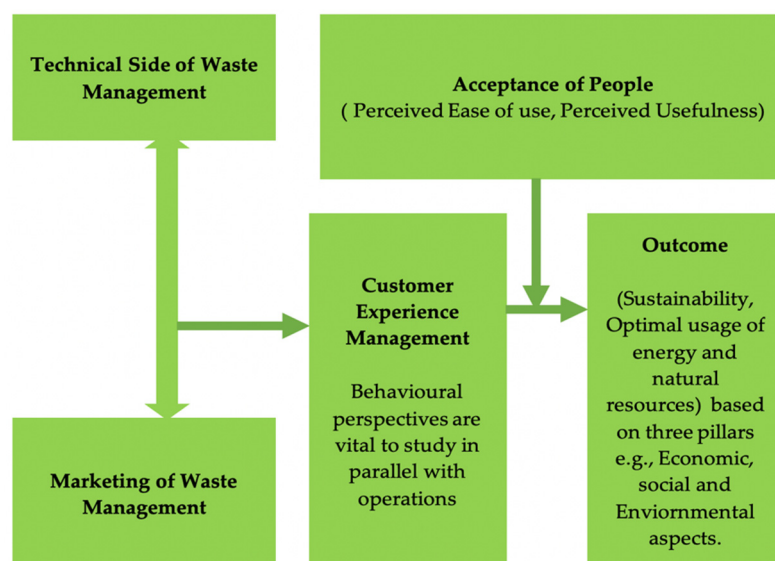 Technical Side of Waste
Management
Acceptance of People
( Perceived Ease of use, Perceived Usefulness)
Customer
Experience
Management
Behavioural
perspectives are
vital to study in
parallel with
operations
Outcome
(Sustainability,
Optimal usage of
energy and
natural
resources) based
on three pillars
e.g., Economic,
social and
Enviornmental
aspects.
Marketing of Waste
Management